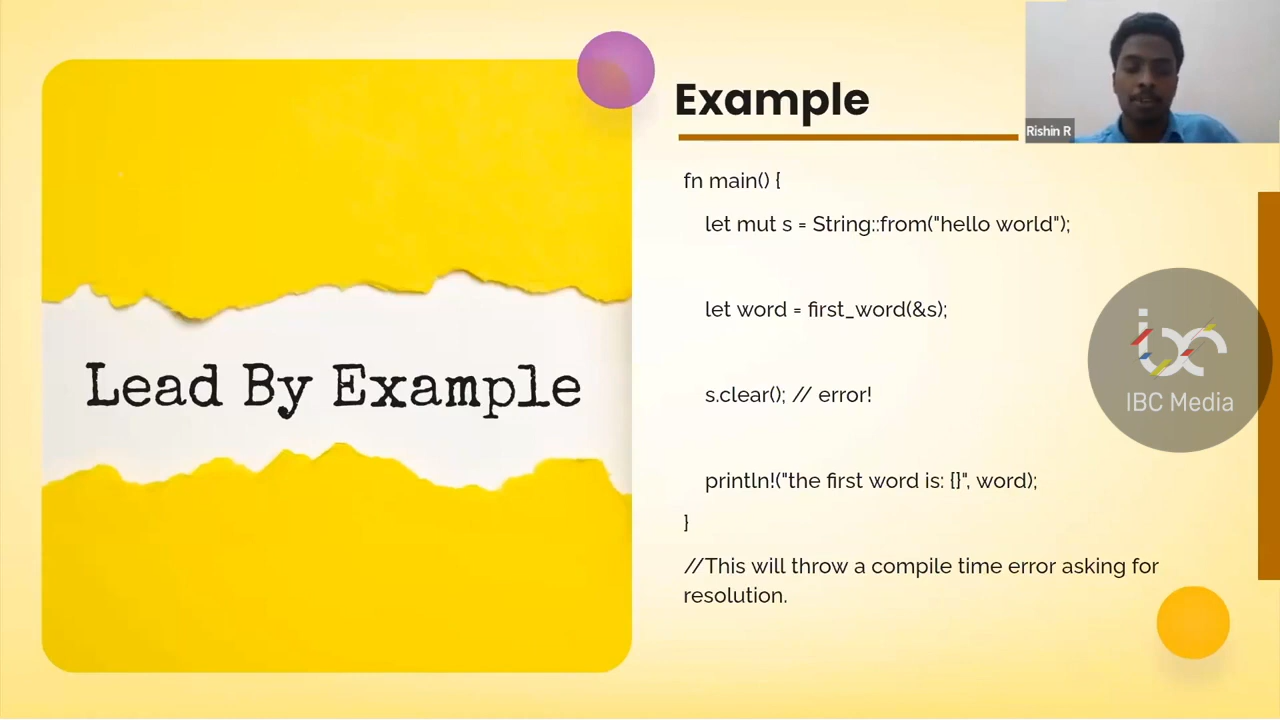 Lead By Example
Example
Rishin R
fn main() {
let mut s = String::from("hello world");
let word = first_word(&s);
s.clear(); // error!
println!("the first word is: {}", word);
}
//This will throw a compile time error asking for
resolution.
IBC Media